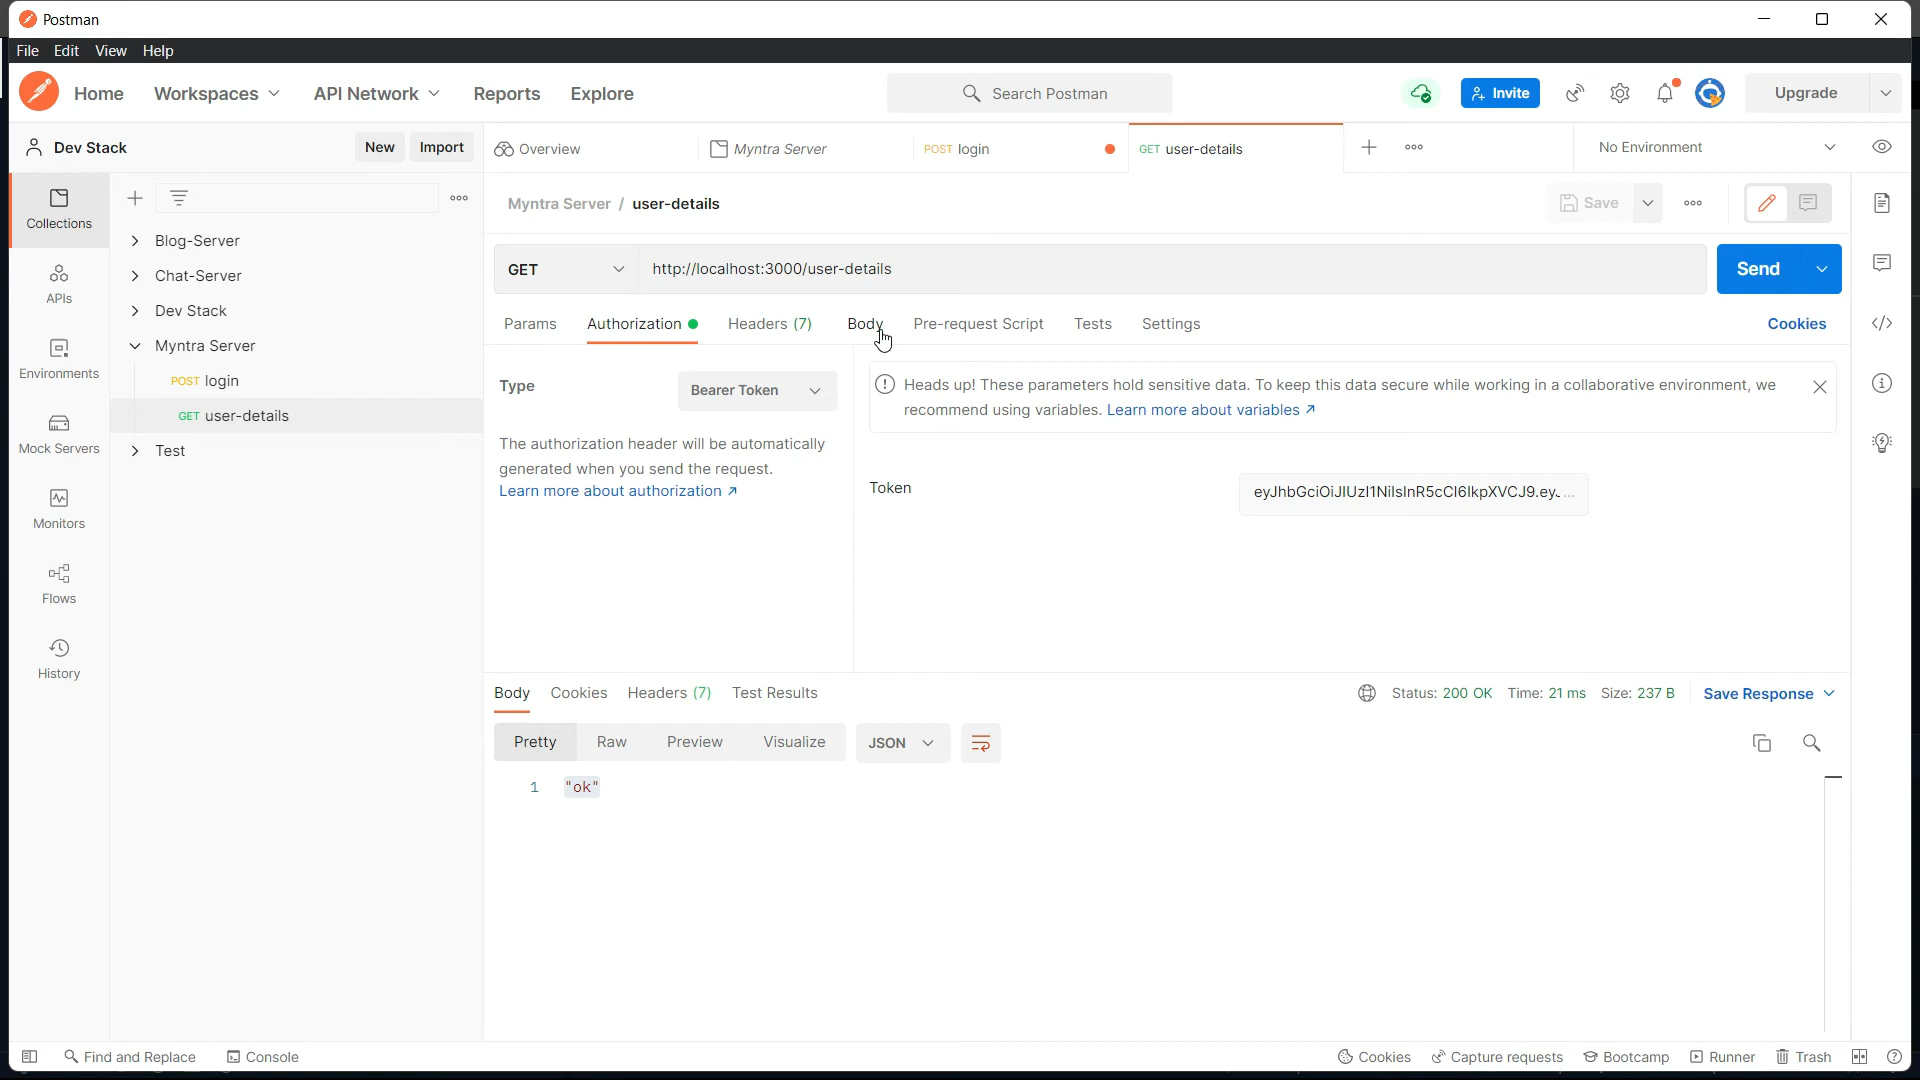 Postman
File Edit View Help
Home Workspaces API Network Reports Explore Search Postman Invite Upgrade
Dev Stack New Import Overview Myntra Server POST login GET user-details No Environment
Collections
APIs
Environments
Mock Servers
Monitors
Flows
History
Blog-Server
Chat-Server
Dev Stack
Myntra Server
POST login
GET user-details
Test
Myntra Server / user-details Save
GET http://localhost:3000/user-details Send
Params Authorization Headers (7) Body Pre-request Script Tests Settings Cookies
Type Bearer Token
The authorization header will be automatically
generated when you send the request.
Learn more about authorization ↗
Heads up! These parameters hold sensitive data. To keep this data secure while working in a collaborative environment, we
recommend using variables. Learn more about variables ↗
Token
Body Cookies Headers (7) Test Results Status: 200 OK Time: 21 ms Size: 237 B Save Response
Pretty Raw Preview Visualize JSON
1 "ok"
Find and Replace Console Cookies Capture requests Bootcamp Runner Trash